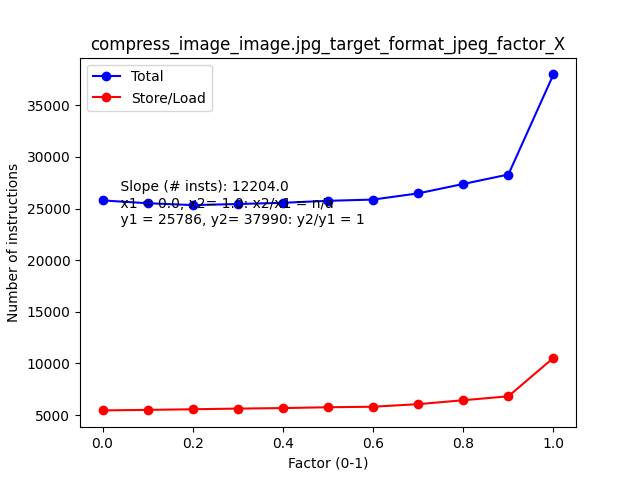 compress_image_image.jpg_target_format_jpeg_factor_X
Total
Store/Load
Slope (# insts): 12204.0
x1 = 0.0, x2= 1.0: x2/x1 = n/a
y1 = 25786, y2= 37990: y2/y1 = 1
Number of instructions
35000
30000
25000
20000
15000
10000
5000
0.0 0.2 0.4 0.6 0.8 1.0
Factor (0-1)